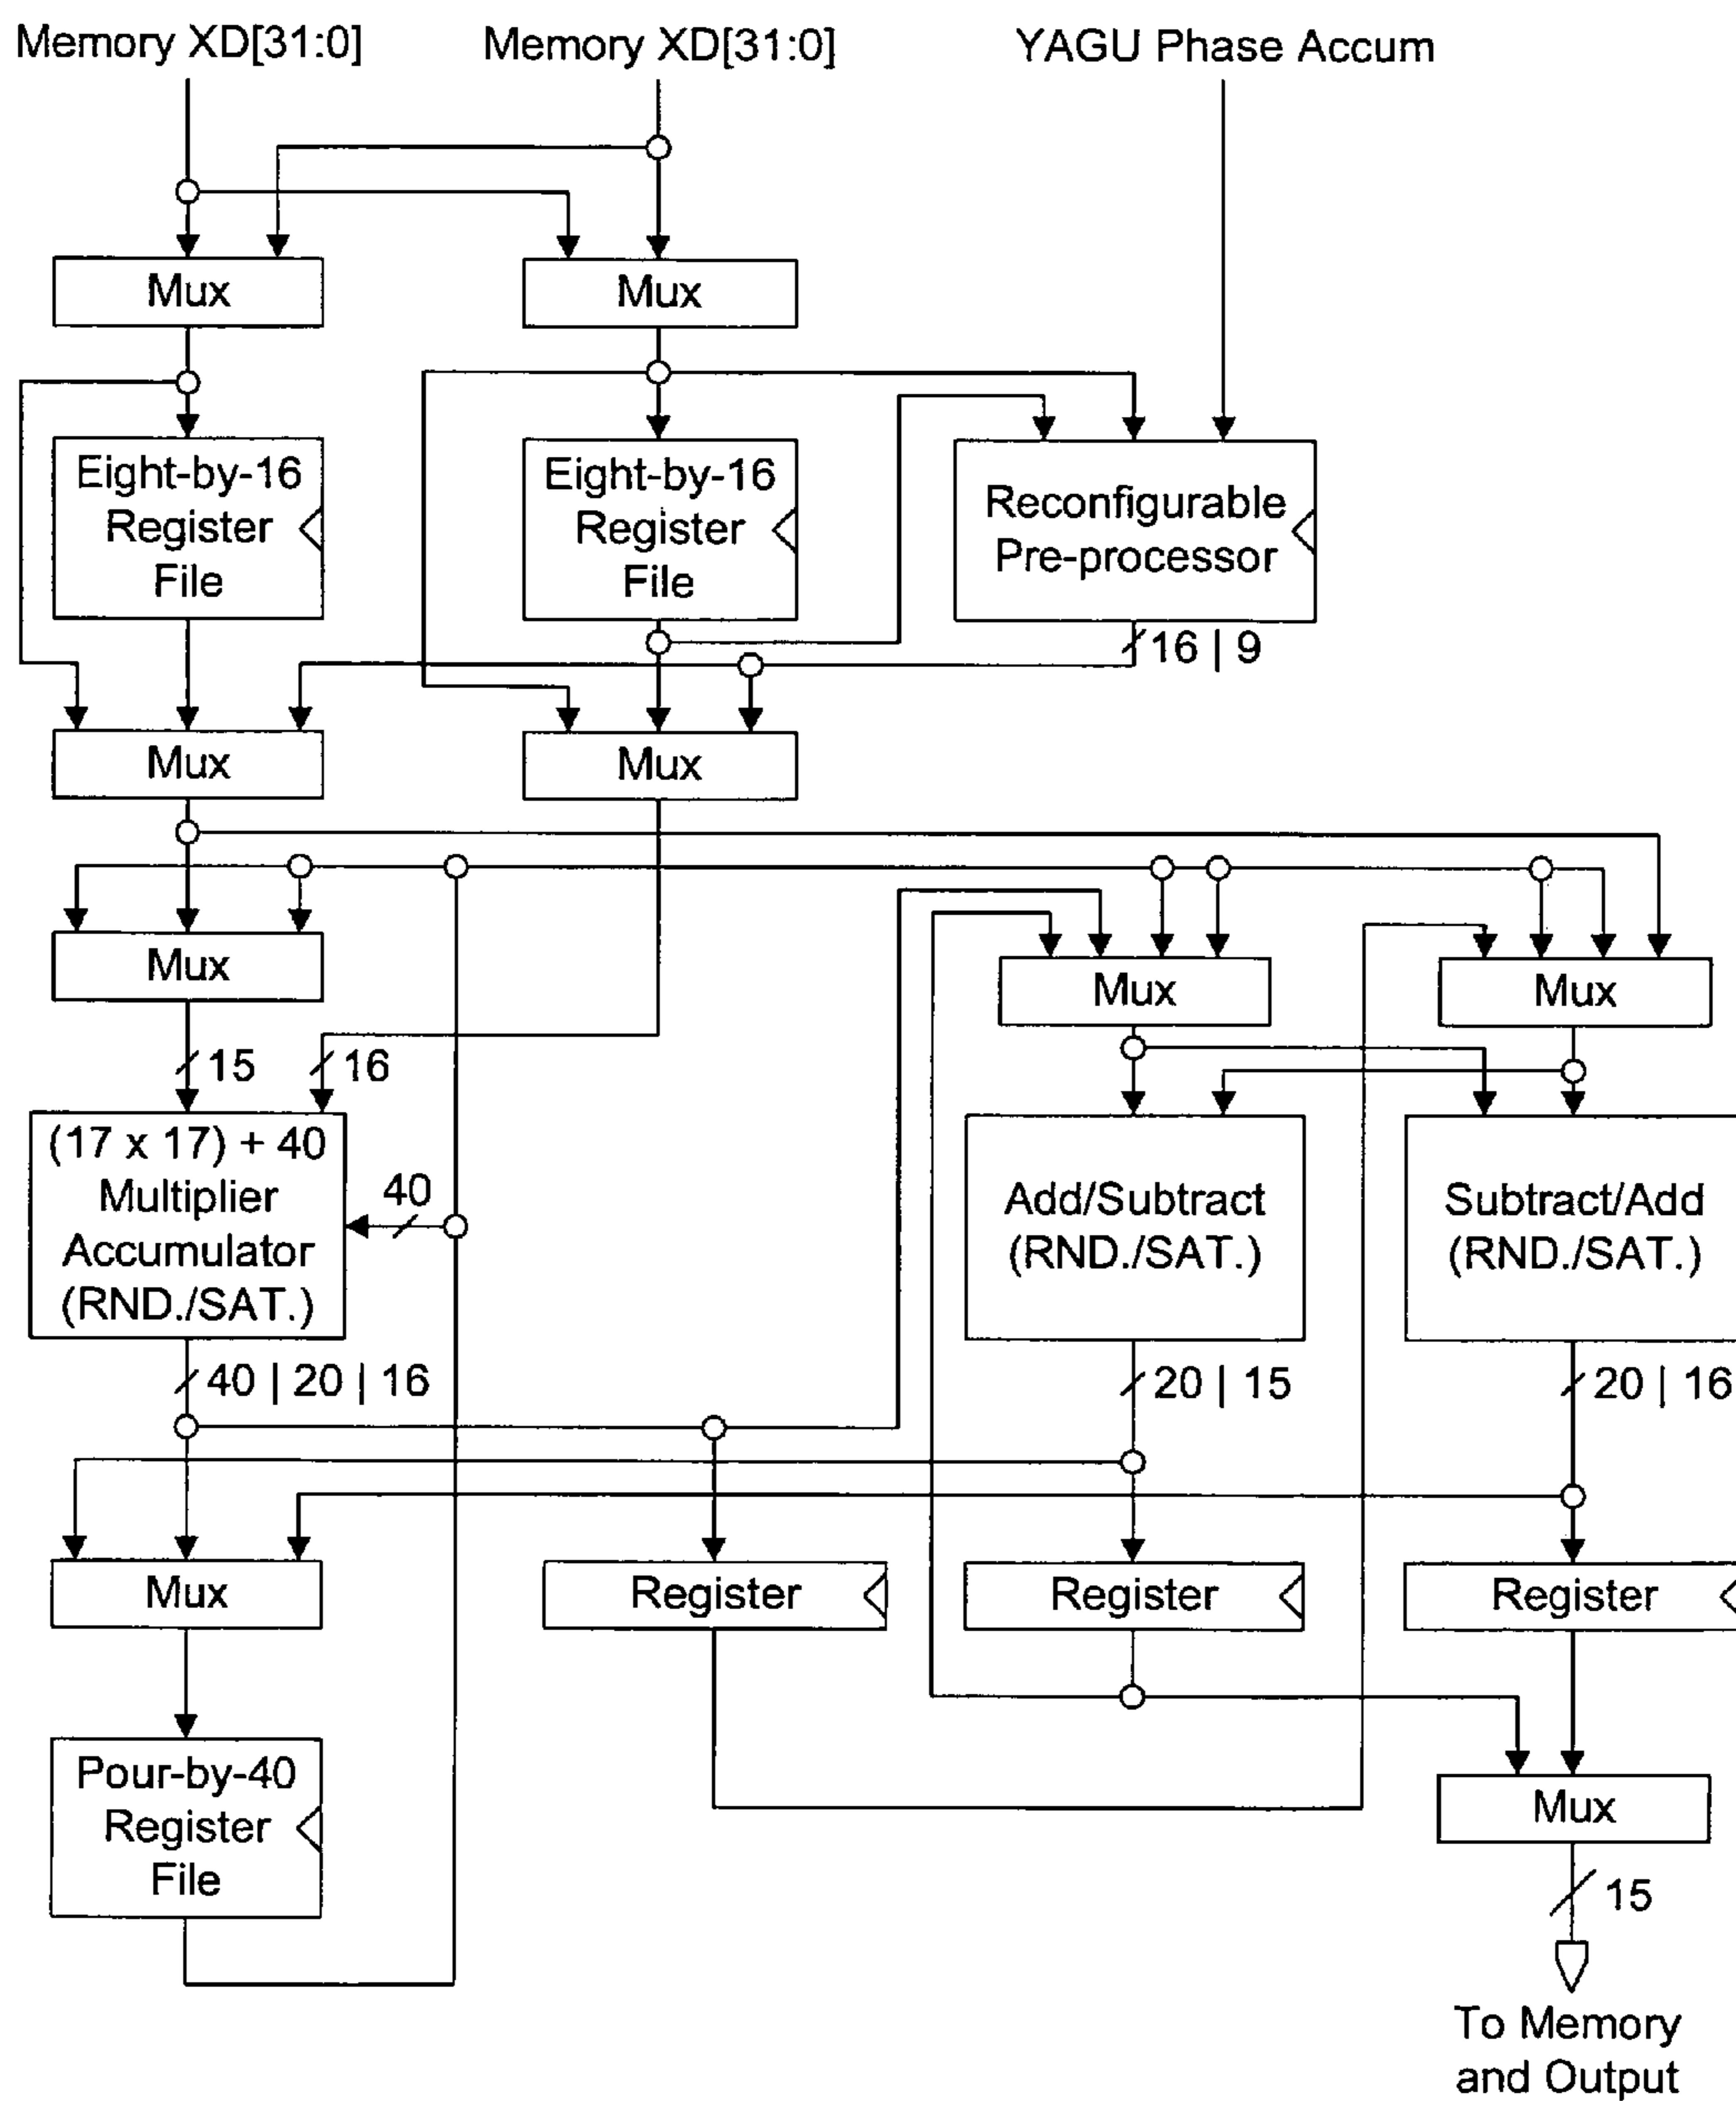 Memory XD[31:0]
Memory XD[31:0]
YAGU Phase Accum
Mux
Mux
Eight-by-16
Register
File
Eight-by-16
Register
File
Reconfigurable
Pre-processor
16 | 9
Mux
Mux
Mux
Mux
Mux
15
16
(17 x 17) + 40
Multiplier
Accumulator
(RND./SAT.)
40
Add/Subtract
(RND./SAT.)
Subtract/Add
(RND./SAT.)
40 | 20 | 16
20 | 15
20 | 16
Mux
Register
Register
Register
Pour-by-40
Register
File
Mux
15
To Memory
and Output